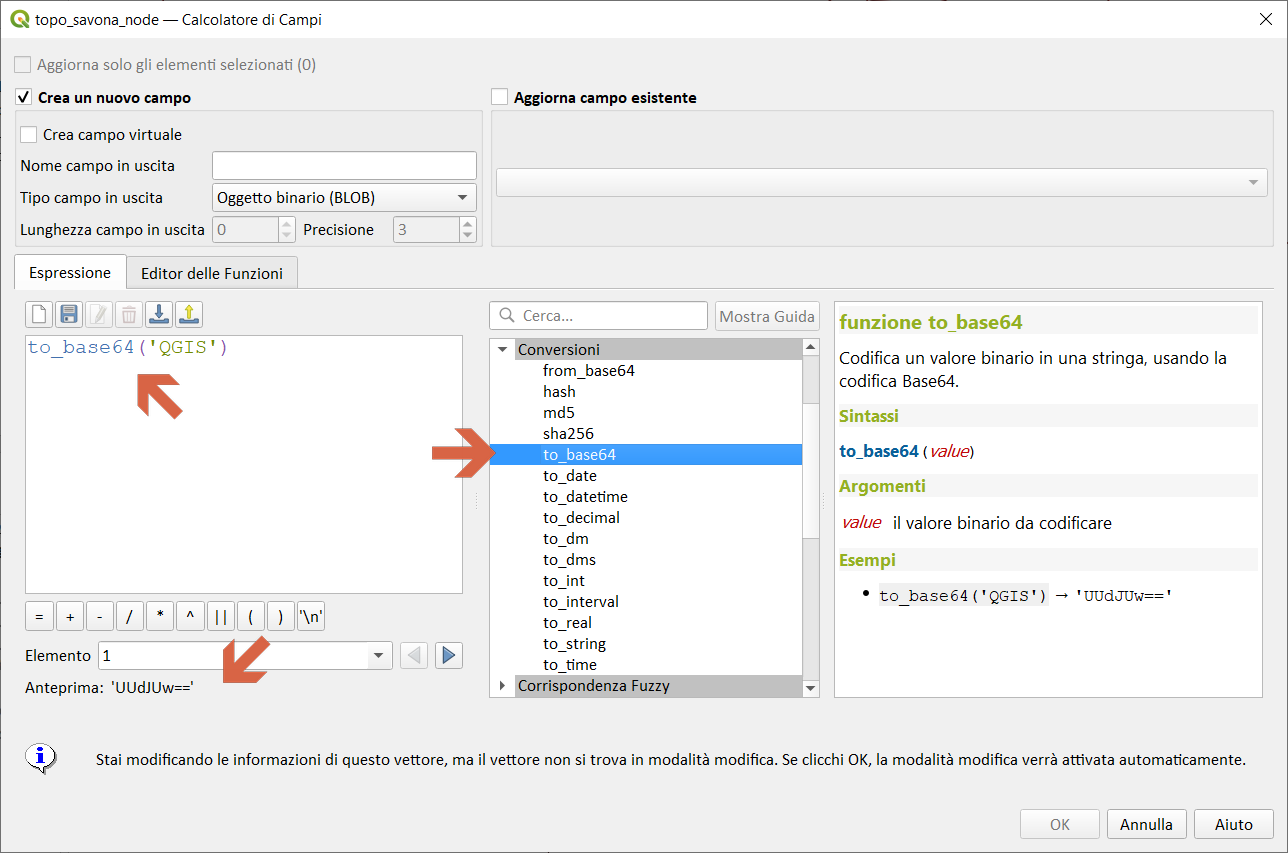 topo_savona_node — Calcolatore di Campi
Aggiorna solo gli elementi selezionati (0)
Crea un nuovo campo
Aggiorna campo esistente
Crea campo virtuale
Nome campo in uscita
Tipo campo in uscita Oggetto binario (BLOB)
Lunghezza campo in uscita 0 Precisione 3
Espressione Editor delle Funzioni
to_base64('QGIS')
= + - / * ^ || ( ) '\n'
Elemento 1
Anteprima: 'UUdJUw=='
Cerca... Mostra Guida
Conversioni
from_base64
hash
md5
sha256
to_base64
to_date
to_datetime
to_decimal
to_dm
to_dms
to_int
to_interval
to_real
to_string
to_time
Corrispondenza Fuzzy
funzione to_base64
Codifica un valore binario in una stringa, usando la
codifica Base64.
Sintassi
to_base64(value)
Argomenti
value il valore binario da codificare
Esempi
• to_base64('QGIS') → 'UUdJUw=='
Stai modificando le informazioni di questo vettore, ma il vettore non si trova in modalità modifica. Se clicchi OK, la modalità modifica verrà attivata automaticamente.
OK Annulla Aiuto